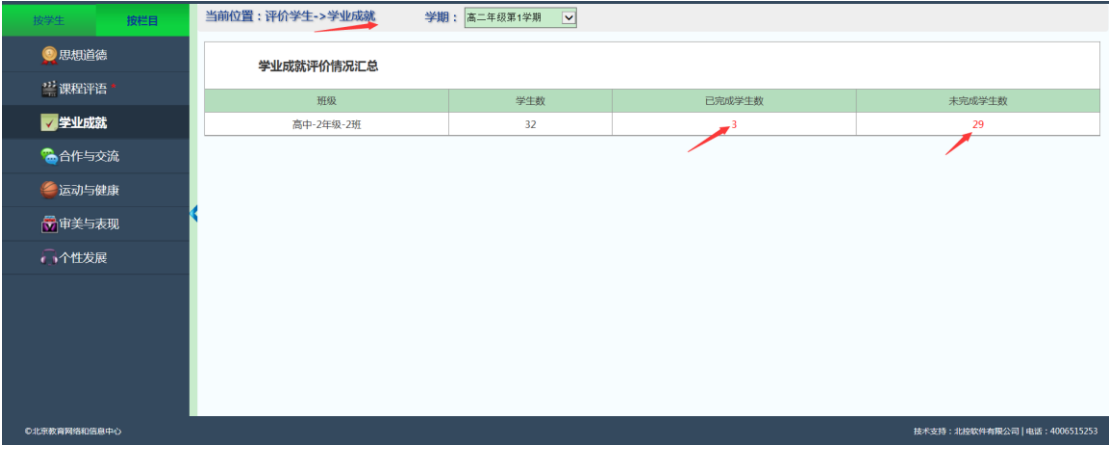 按学生 按栏目
当前位置：评价学生->学业成就 学期： 高二年级第1学期
思想道德
课程评语 *
学业成就
合作与交流
运动与健康
审美与表现
个性发展
学业成就评价情况汇总
班级 学生数 已完成学生数 未完成学生数
高中-2年级-2班 32 3 29
©北京教育网络和信息中心 技术支持：北控软件有限公司 | 电话：4006515253